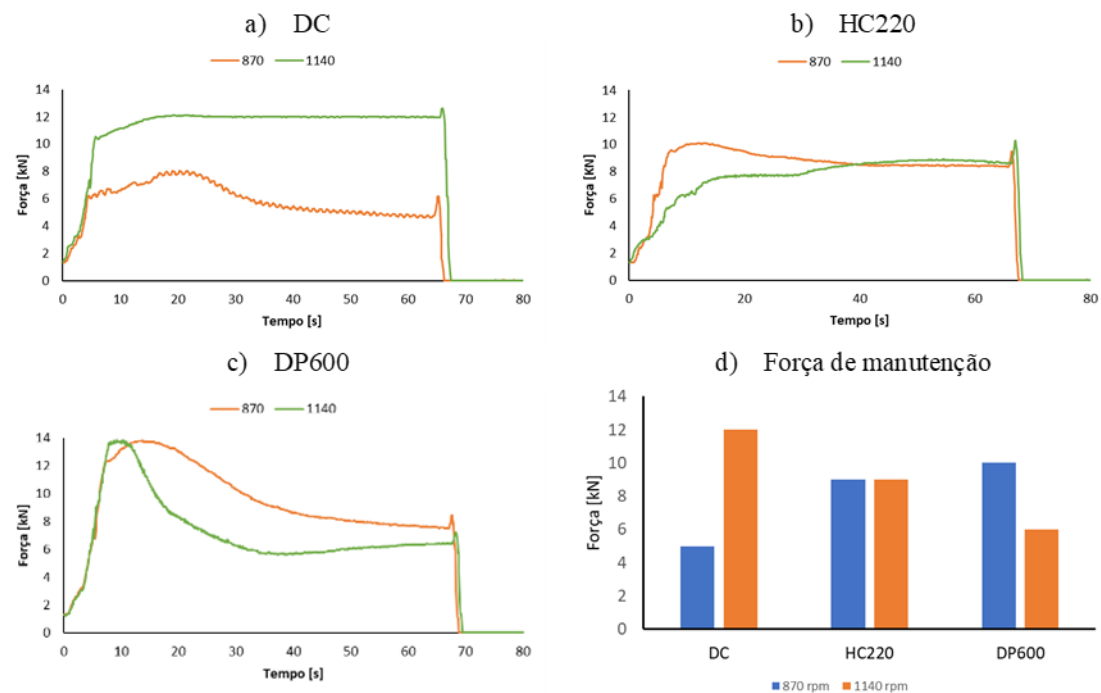 a) DC
870 1140
14
12
10
8
6
4
2
0
Força [kN]
0 10 20 30 40 50 60 70 80
Tempo [s]
b) HC220
870 1140
14
12
10
8
6
4
2
0
Força [kN]
0 20 40 60 80
Tempo [s]
c) DP600
870 1140
14
12
10
8
6
4
2
0
Força [kN]
0 10 20 30 40 50 60 70 80
Tempo [s]
d) Força de manutenção
14
12
10
8
6
4
2
0
Força [kN]
DC HC220 DP600
870 rpm 1140 rpm